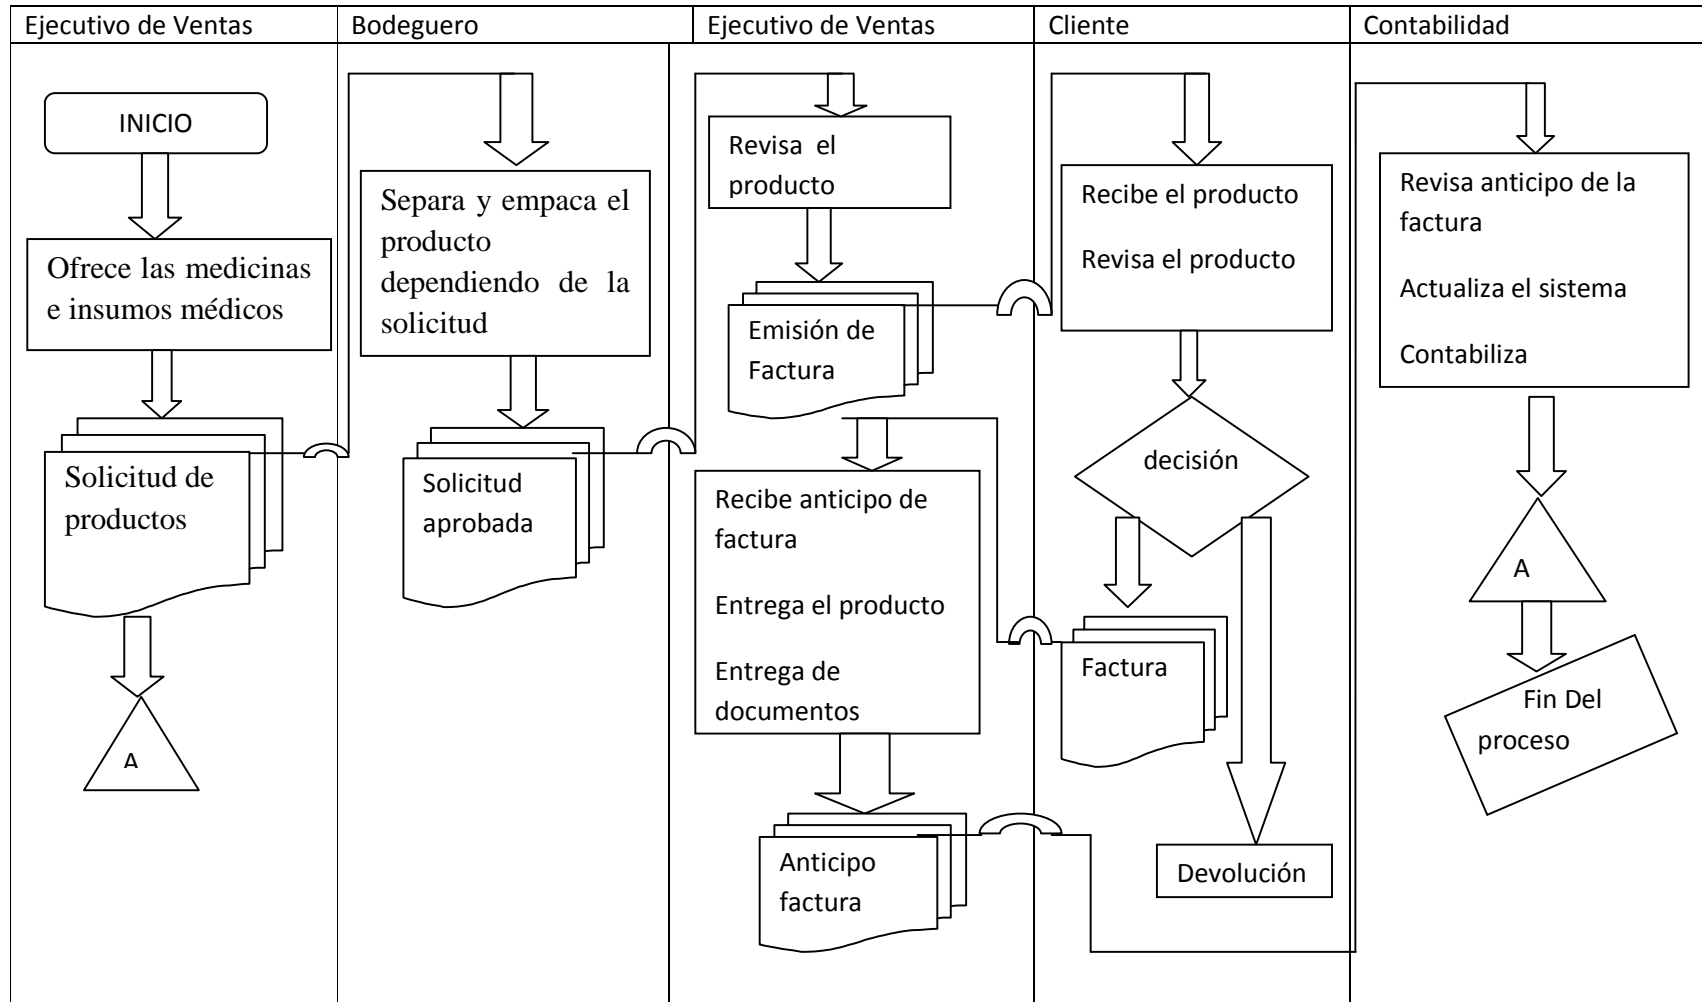 Ejecutivo de Ventas
Bodeguero
Ejecutivo de Ventas
Cliente
Contabilidad
INICIO
Ofrece las medicinas
e insumos médicos
Solicitud de
productos
A
Separa y empaca el
producto
dependiendo de la
solicitud
Solicitud
aprobada
Revisa el
producto
Emisión de
Factura
Recibe anticipo de
factura
Entrega el producto
Entrega de
documentos
Anticipo
factura
Recibe el producto
Revisa el producto
decisión
Factura
Devolución
Revisa anticipo de la
factura
Actualiza el sistema
Contabiliza
A
Fin Del
proceso